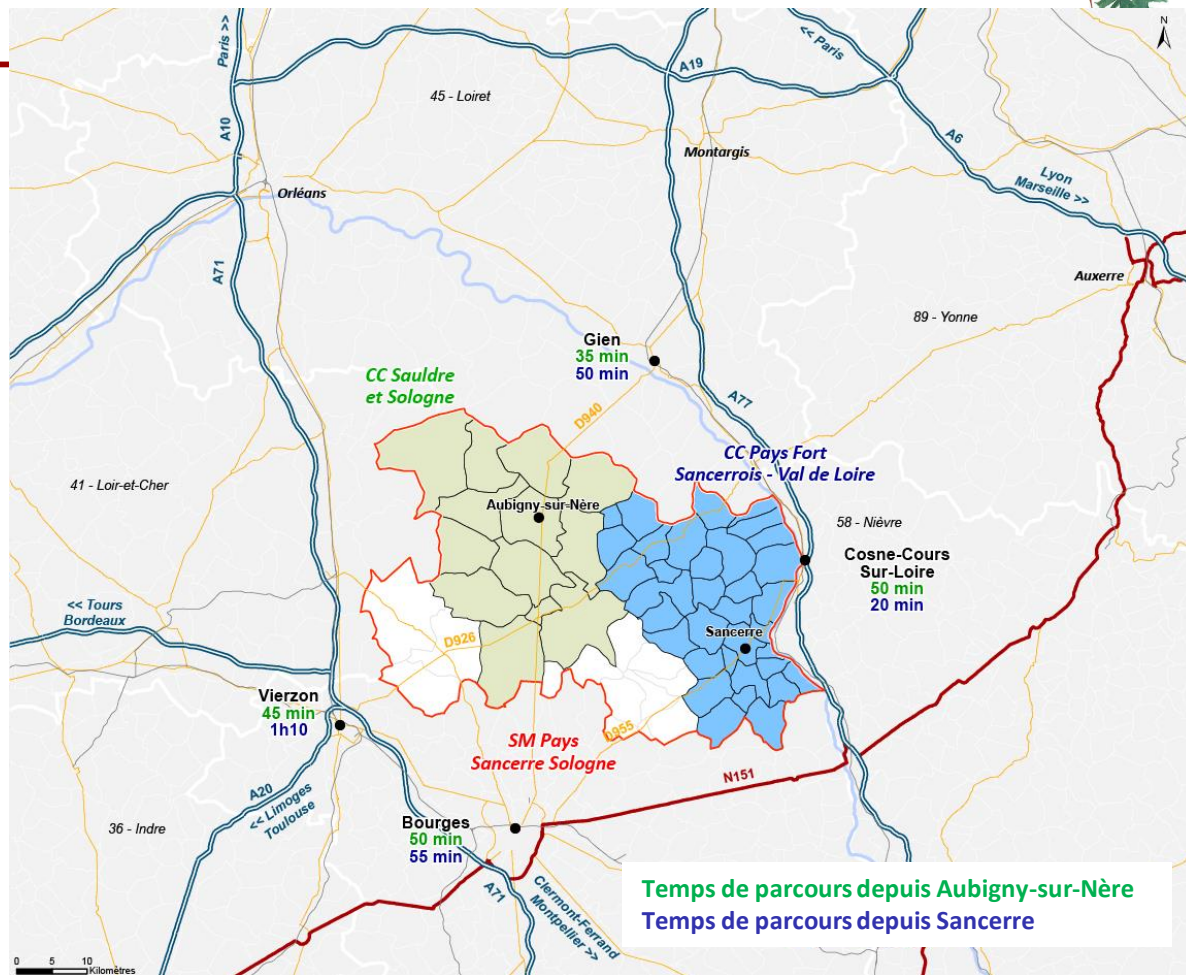 N
Paris >>
<< Paris
A19
45 - Loiret
A10
A6
Montargis
Lyon
Marseille >>
Orléans
A71
Auxerre
89 - Yonne
Gien
35 min
50 min
CC Sauldre
et Sologne
A77
D940
CC Pays Fort
Sancerrois - Val de Loire
41 - Loir-et-Cher
Aubigny-sur-Nère
58 - Nièvre
Cosne-Cours
Sur-Loire
50 min
20 min
<< Tours
Bordeaux
Sancerre
D926
Vierzon
45 min
1h10
D955
SM Pays
Sancerre Sologne
N151
A20
<< Limoges
Toulouse
36 - Indre
Bourges
50 min
55 min
A71
Clermont-Ferrand
Montpellier >>
Temps de parcours depuis Aubigny-sur-Nère
Temps de parcours depuis Sancerre
0 5 10
Kilomètres